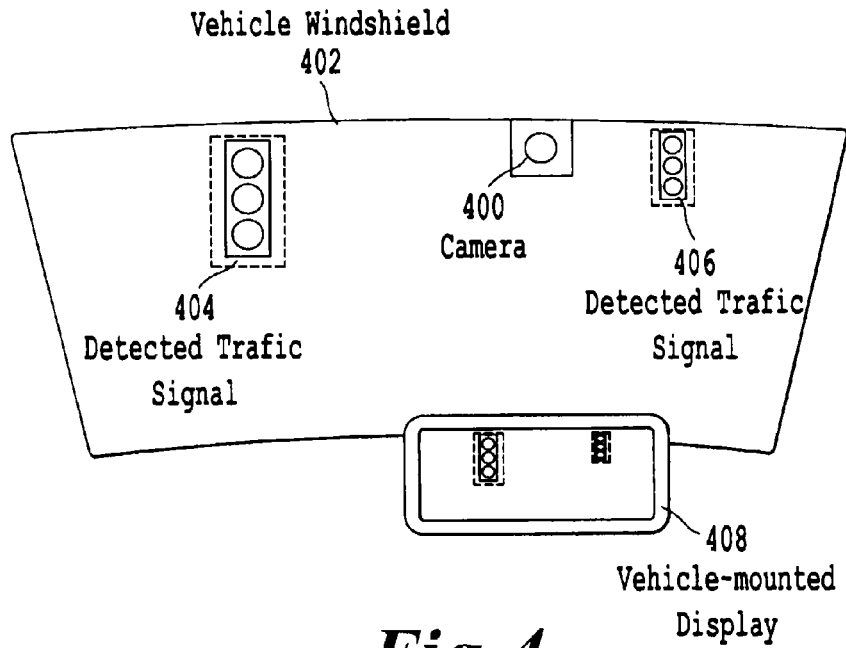 Vehicle Windshield
402
400
Camera
406
Detected Trafic
Signal
404
Detected Trafic
Signal
408
Vehicle-mounted
Display
Fig. 4